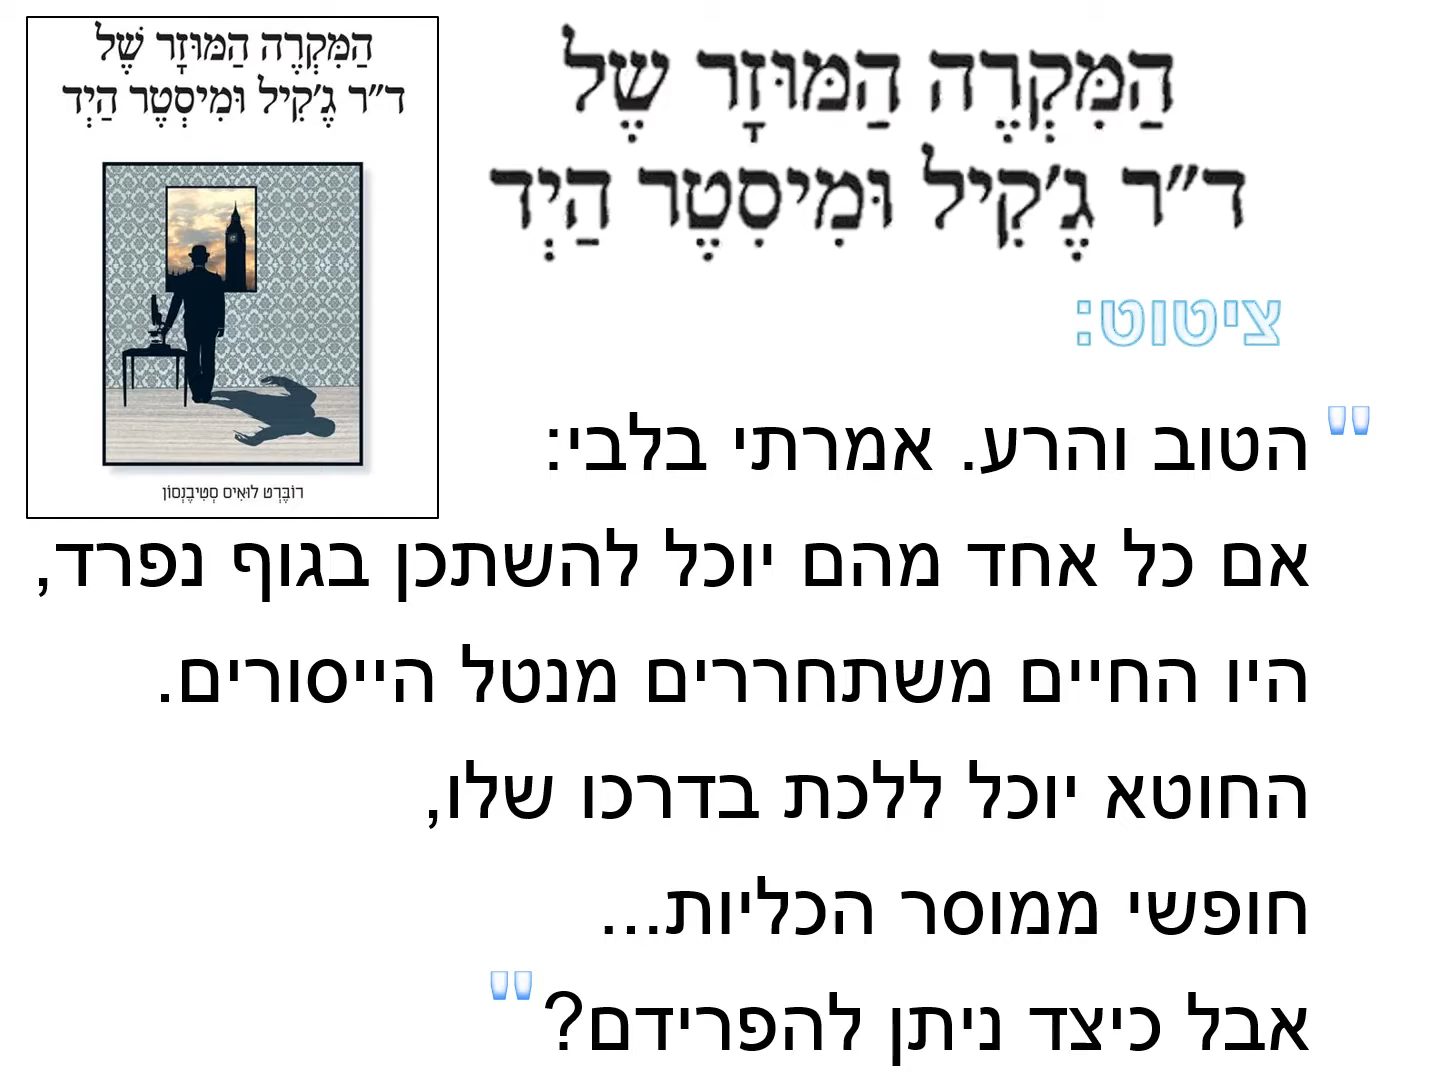 הַמִּקְרֶה הַמּוּזָר שֶׁל
ד״ר גֶ׳קִיל וּמִיסְטֶר הַיְד
רוֹבֶּרְט לוּאִיס סְטִיבֶנְסוֹן
הַמִּקְרֶה הַמּוּזָר שֶׁל
ד״ר גֶ׳קִיל וּמִיסְטֶר הַיְד
ציטוט:
"הטוב והרע. אמרתי בלבי:
אם כל אחד מהם יוכל להשתכן בגוף נפרד,
היו החיים משתחררים מנטל הייסורים.
החוטא יוכל ללכת בדרכו שלו,
חופשי ממוסר הכליות...
אבל כיצד ניתן להפרידם?"